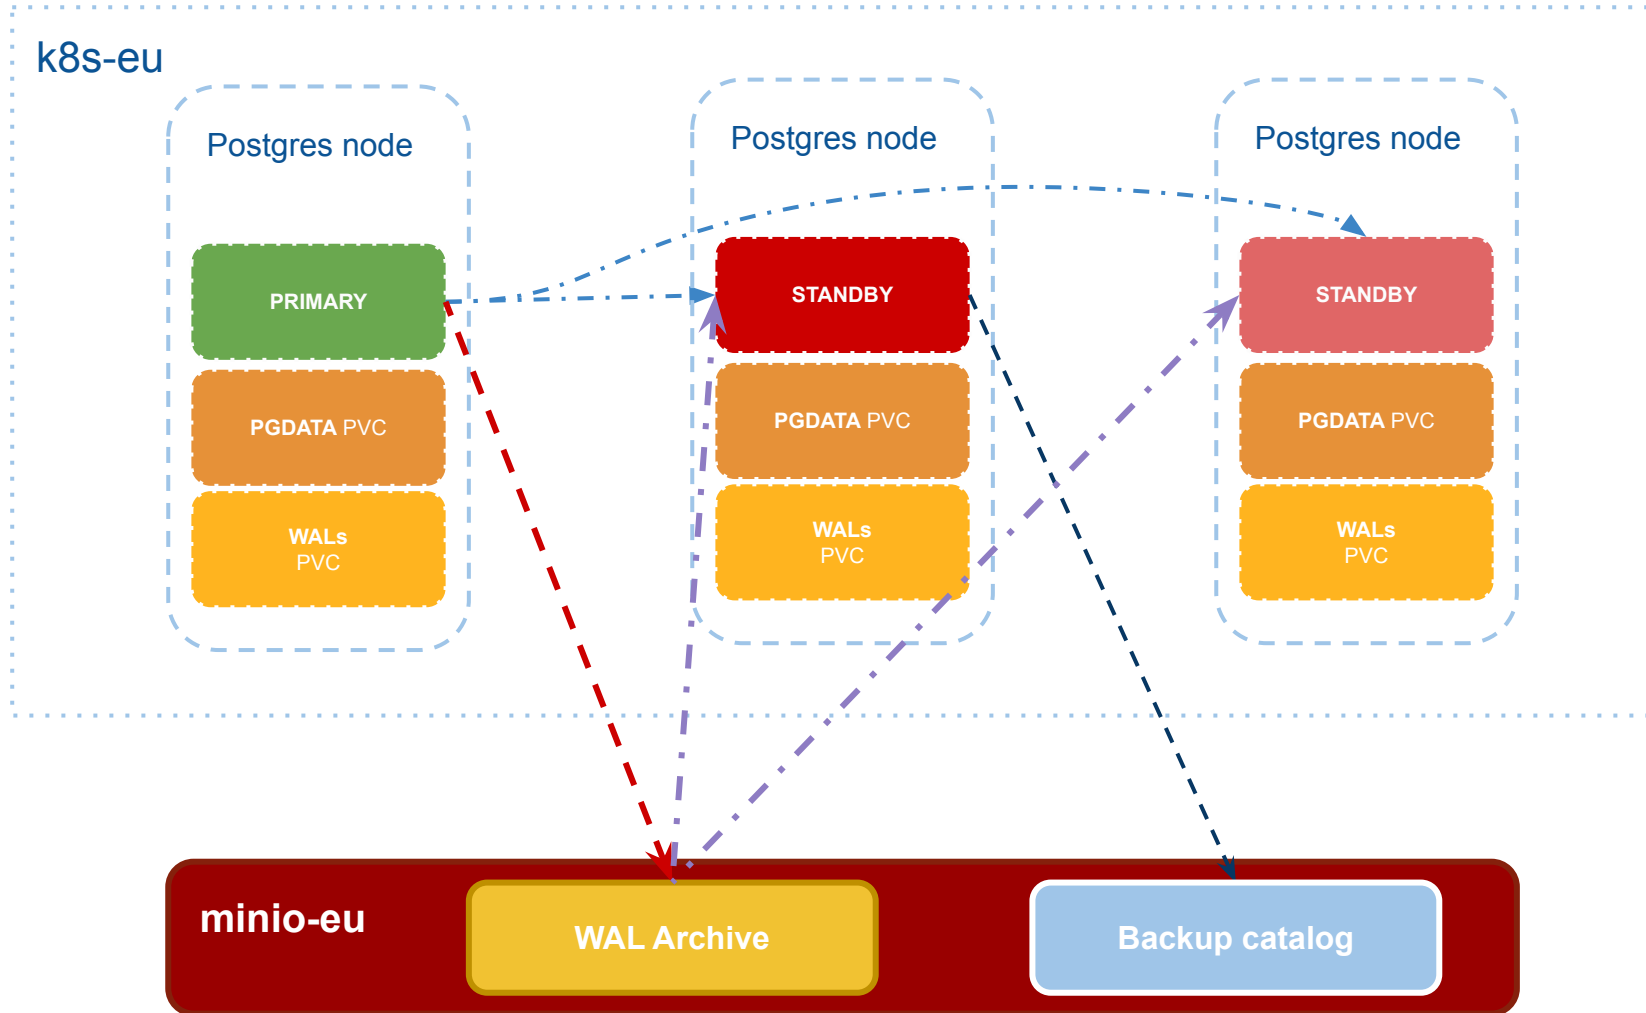 k8s-eu
Postgres node
Postgres node
Postgres node
PRIMARY
STANDBY
STANDBY
PGDATA PVC
PGDATA PVC
PGDATA PVC
WALs
PVC
WALs
PVC
WALs
PVC
minio-eu
WAL Archive
Backup catalog